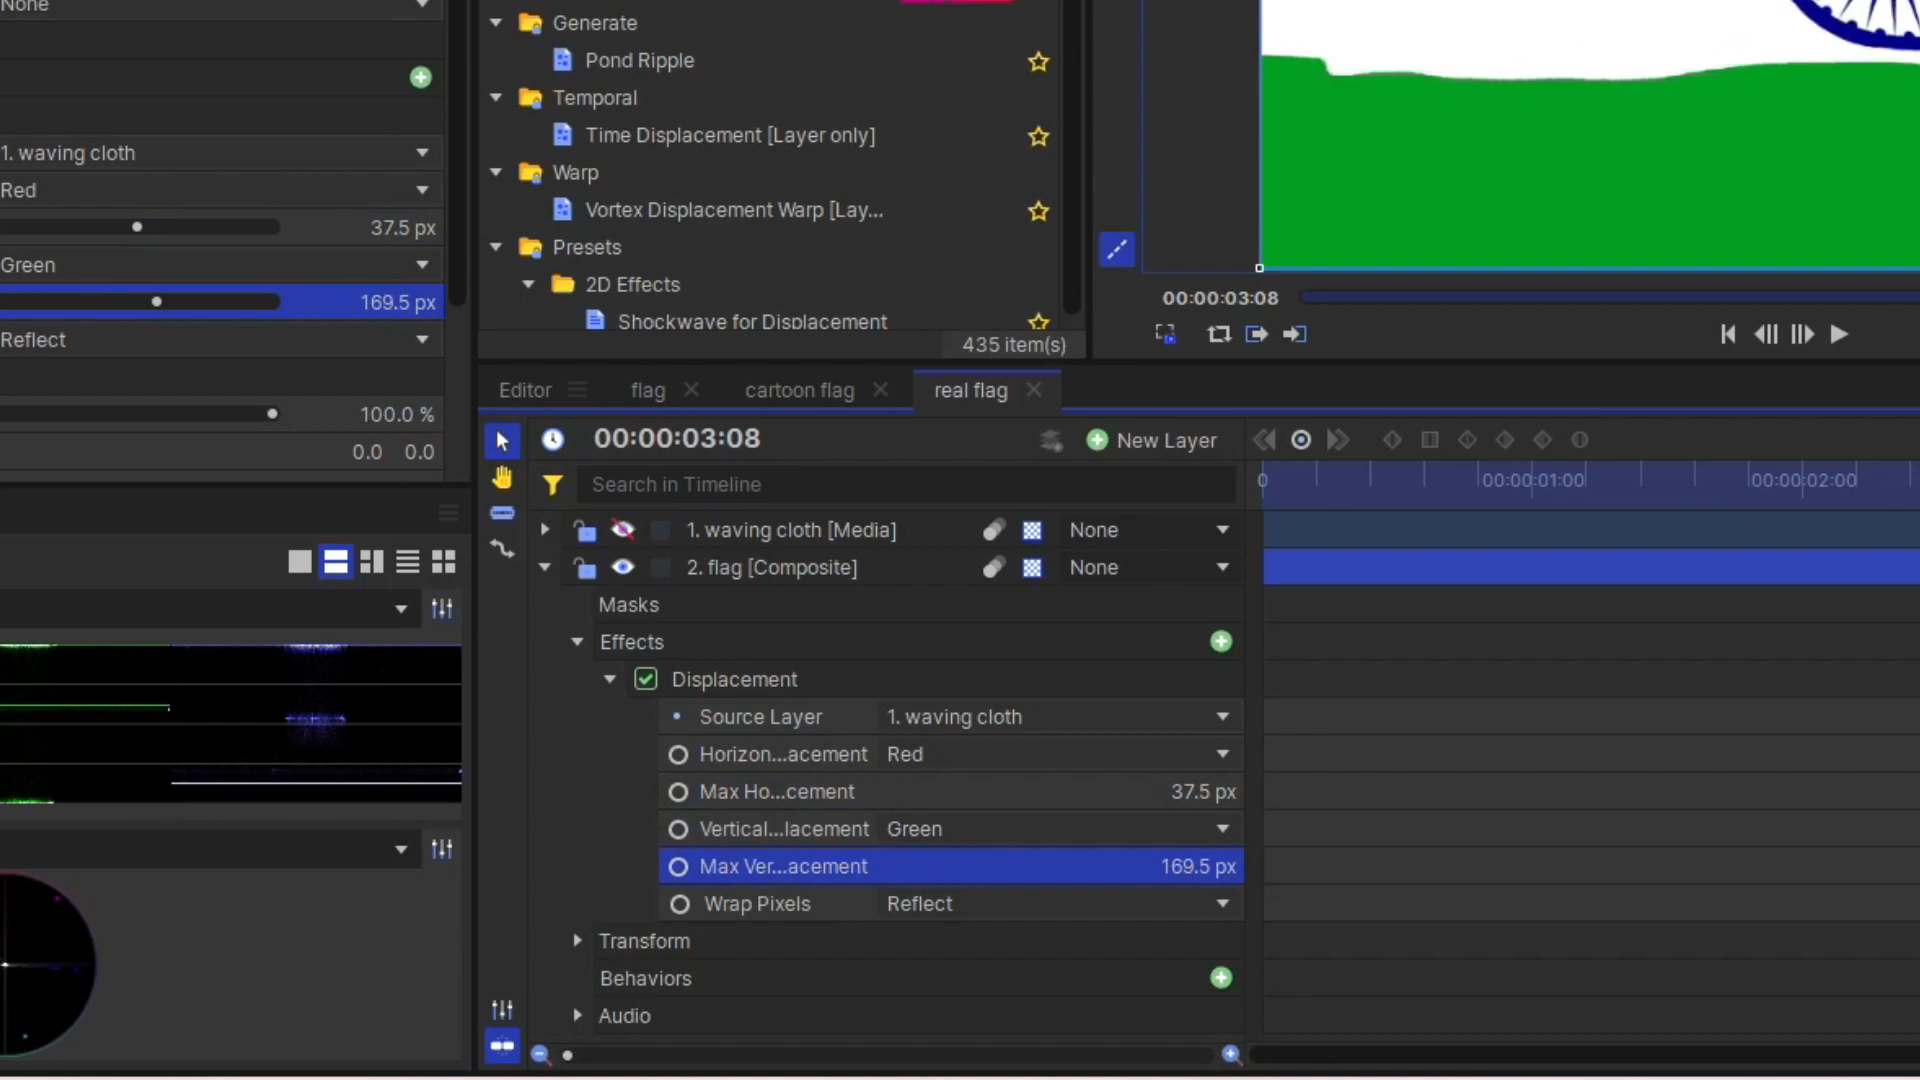 None
1. waving cloth
Red
37.5 px
Green
169.5 px
Reflect
100.0 %
0.0 0.0
Generate
Pond Ripple
Temporal
Time Displacement [Layer only]
Warp
Vortex Displacement Warp [Lay...
Presets
2D Effects
Shockwave for Displacement
435 item(s)
00:00:03:08
Editor flag cartoon flag real flag
00:00:03:08 New Layer
Search in Timeline
0 00:00:01:00 00:00:02:00
1. waving cloth [Media] None
2. flag [Composite] None
Masks
Effects
Displacement
Source Layer 1. waving cloth
Horizon...acement Red
Max Ho...cement 37.5 px
Vertical...lacement Green
Max Ver...acement 169.5 px
Wrap Pixels Reflect
Transform
Behaviors
Audio